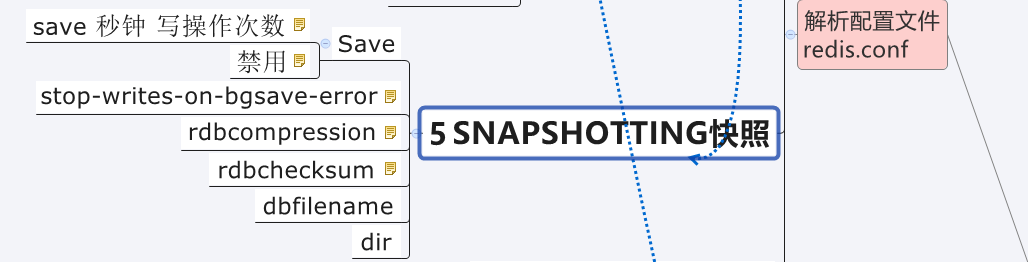 save 秒钟 写操作次数
禁用
Save
stop-writes-on-bgsave-error
rdbcompression
rdbchecksum
dbfilename
dir
5 SNAPSHOTTING快照
解析配置文件
redis.conf